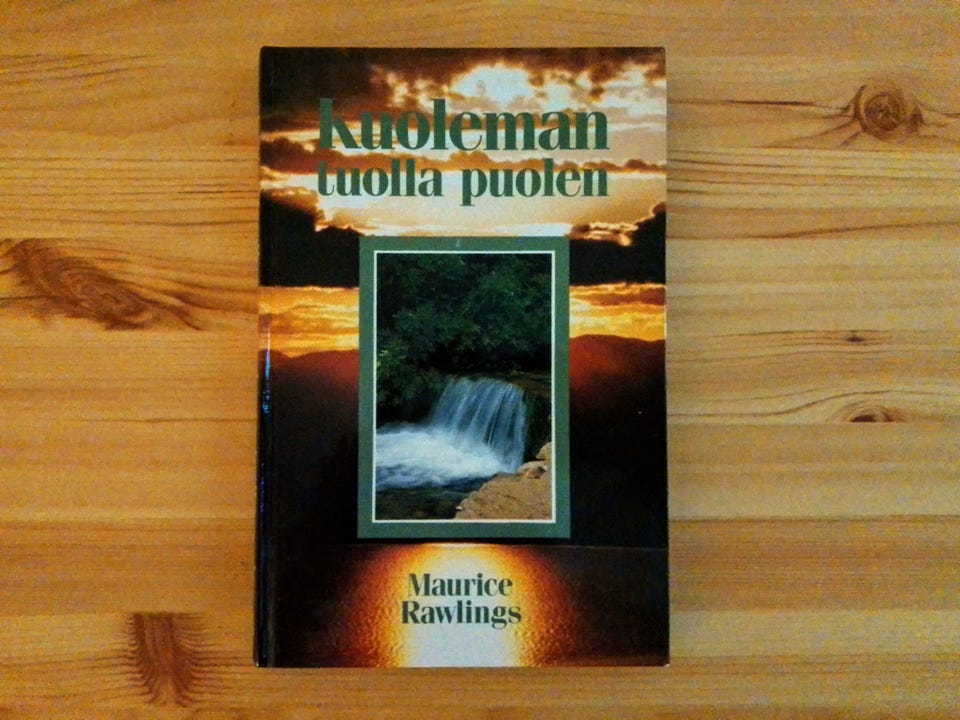 Kuoleman
tuolla puolen
Maurice
Rawlings